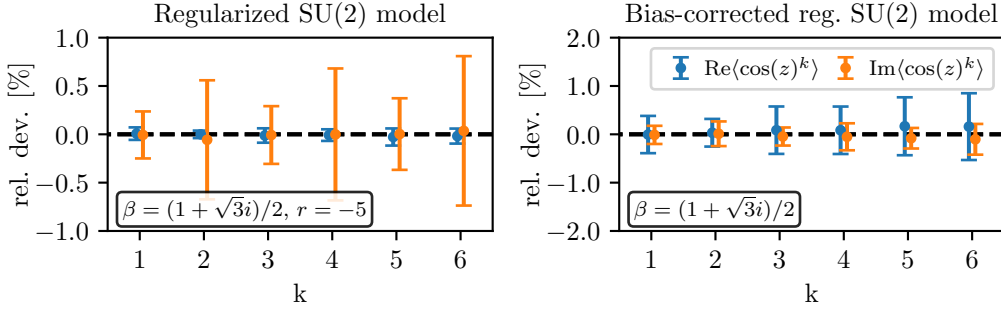 Regularized SU(2) model
rel. dev. [%]
1.0
0.5
0.0
−0.5
−1.0
β = (1 + √3i)/2, r = −5
1 2 3 4 5 6
k
Bias-corrected reg. SU(2) model
rel. dev. [%]
2.0
1.0
0.0
−1.0
−2.0
Re⟨cos(z)^k⟩ Im⟨cos(z)^k⟩
β = (1 + √3i)/2
1 2 3 4 5 6
k